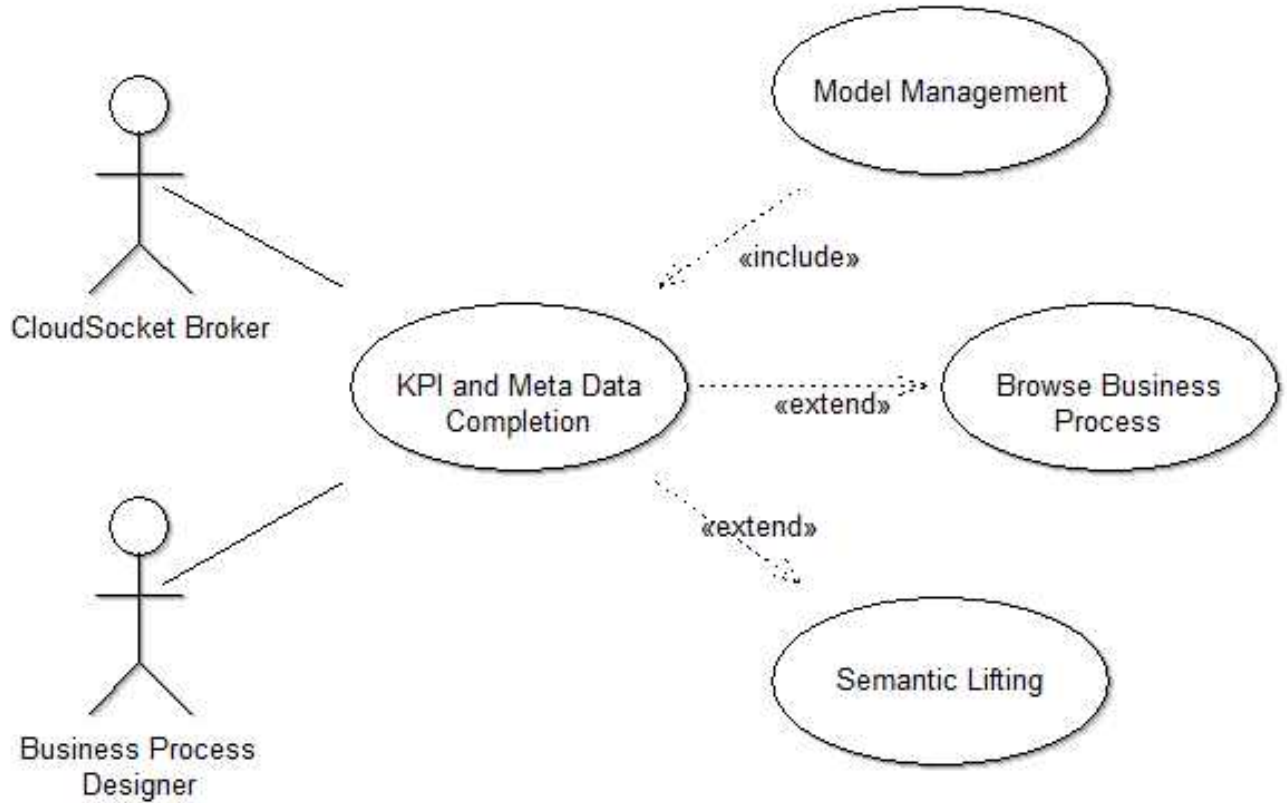 Model Management
«include»
CloudSocket Broker
KPI and Meta Data
Completion
«extend»
Browse Business
Process
«extend»
Semantic Lifting
Business Process
Designer